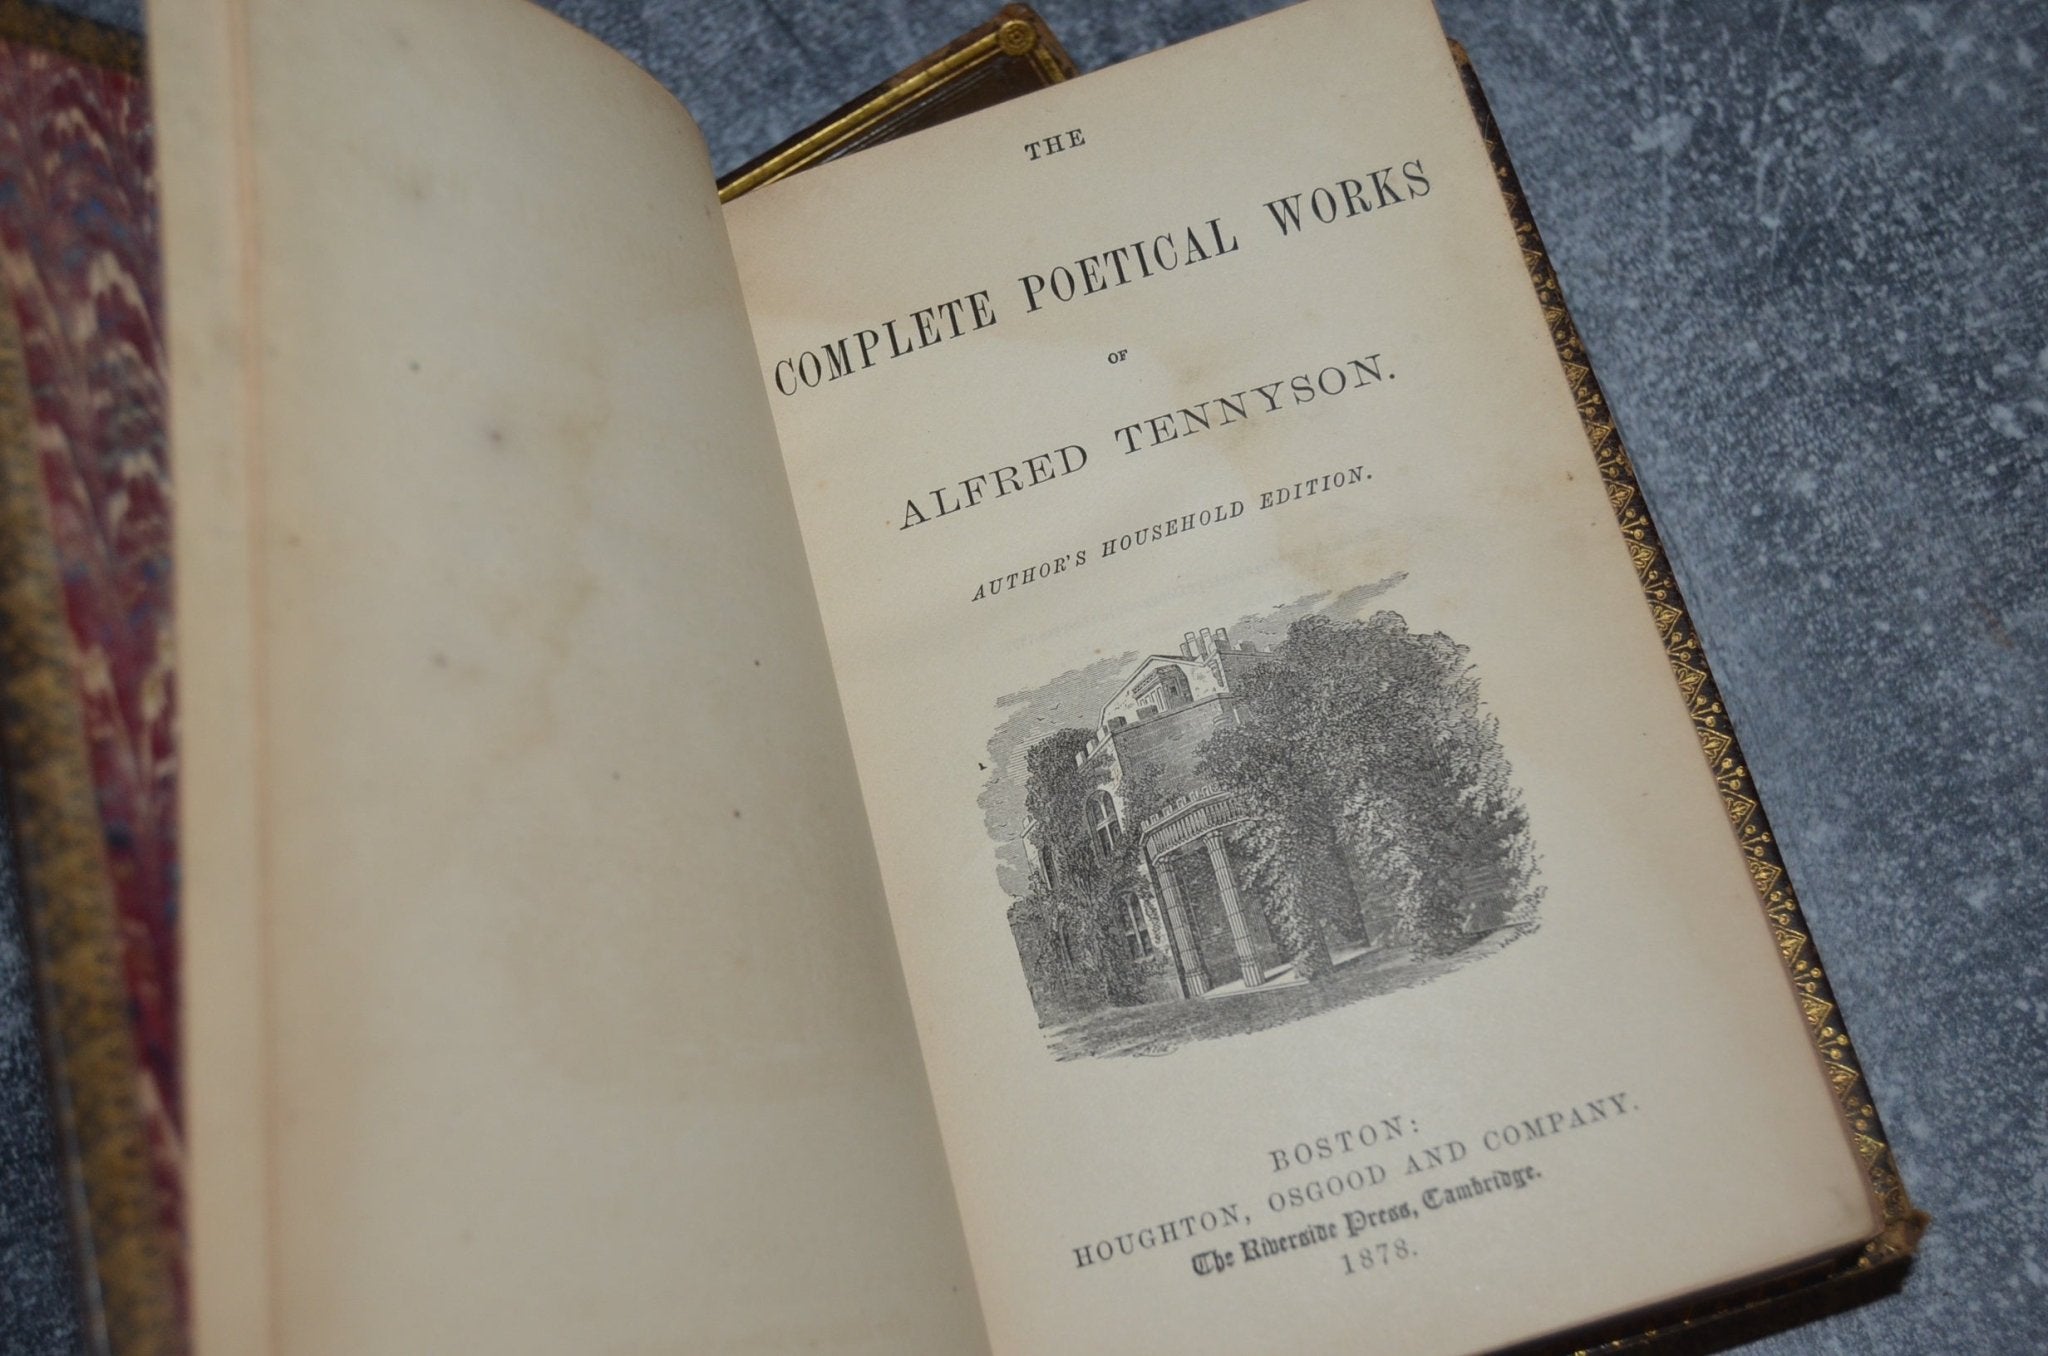 THE
COMPLETE POETICAL WORKS
OF
ALFRED TENNYSON.
AUTHOR'S HOUSEHOLD EDITION.
BOSTON:
HOUGHTON, OSGOOD AND COMPANY.
The Riverside Press, Cambridge.
1878.